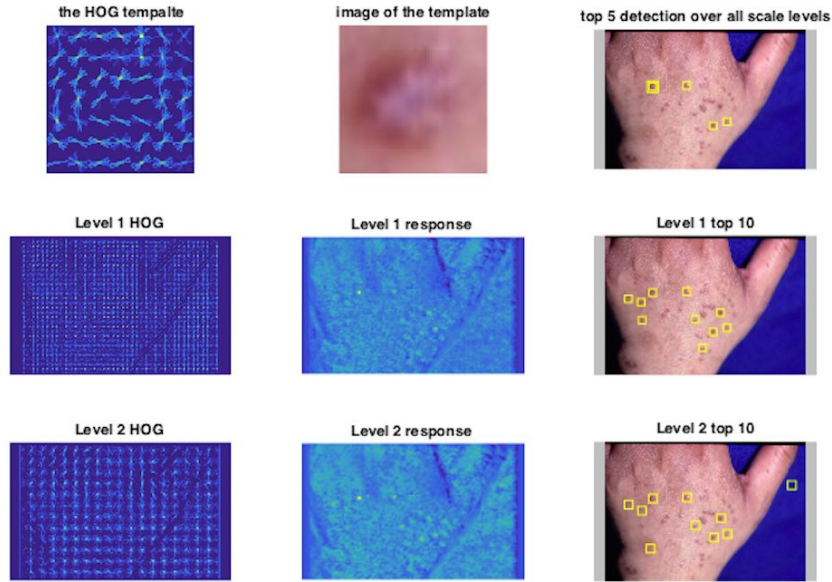 the HOG tempalte
image of the template
top 5 detection over all scale levels
Level 1 HOG
Level 1 response
Level 1 top 10
Level 2 HOG
Level 2 response
Level 2 top 10